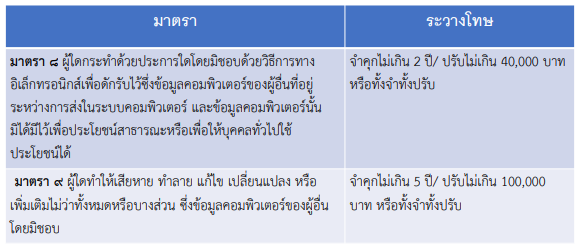 มาตรา
ระวางโทษ
มาตรา ๘ ผู้ใดกระทำด้วยประการใดโดยมิชอบด้วยวิธีการทาง
อิเล็กทรอนิกส์เพื่อดักรับไว้ซึ่งข้อมูลคอมพิวเตอร์ของผู้อื่นที่อยู่
ระหว่างการส่งในระบบคอมพิวเตอร์ และข้อมูลคอมพิวเตอร์นั้น
มิได้มีไว้เพื่อประโยชน์สาธารณะหรือเพื่อให้บุคคลทั่วไปใช้
ประโยชน์ได้
จำคุกไม่เกิน 2 ปี/ ปรับไม่เกิน 40,000 บาท
หรือทั้งจำทั้งปรับ
มาตรา ๙ ผู้ใดทำให้เสียหาย ทำลาย แก้ไข เปลี่ยนแปลง หรือ
เพิ่มเติมไม่ว่าทั้งหมดหรือบางส่วน ซึ่งข้อมูลคอมพิวเตอร์ของผู้อื่น
โดยมิชอบ
จำคุกไม่เกิน 5 ปี/ ปรับไม่เกิน 100,000
บาท หรือทั้งจำทั้งปรับ